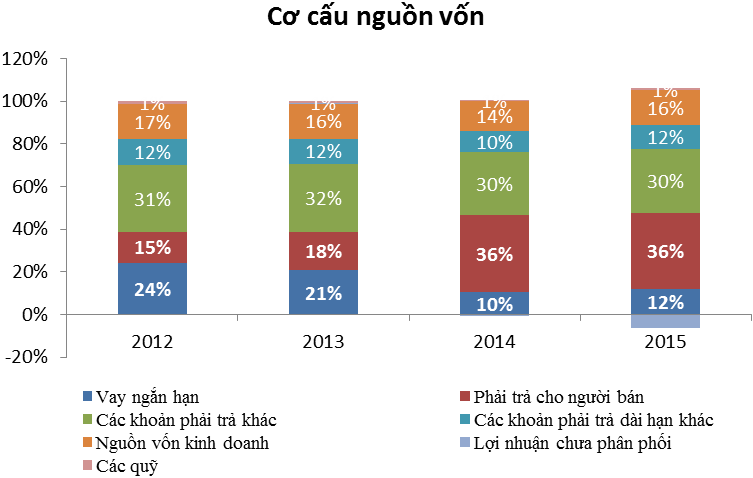 Cơ cấu nguồn vốn
120%
100%
80%
60%
40%
20%
0%
-20%
1% 1% 1% 1%
17% 16% 14% 16%
12% 12% 10% 12%
31% 32% 30% 30%
15% 18% 36% 36%
24% 21% 10% 12%
2012 2013 2014 2015
Vay ngắn hạn Phải trả cho người bán
Các khoản phải trả khác Các khoản phải trả dài hạn khác
Nguồn vốn kinh doanh Lợi nhuận chưa phân phối
Các quỹ